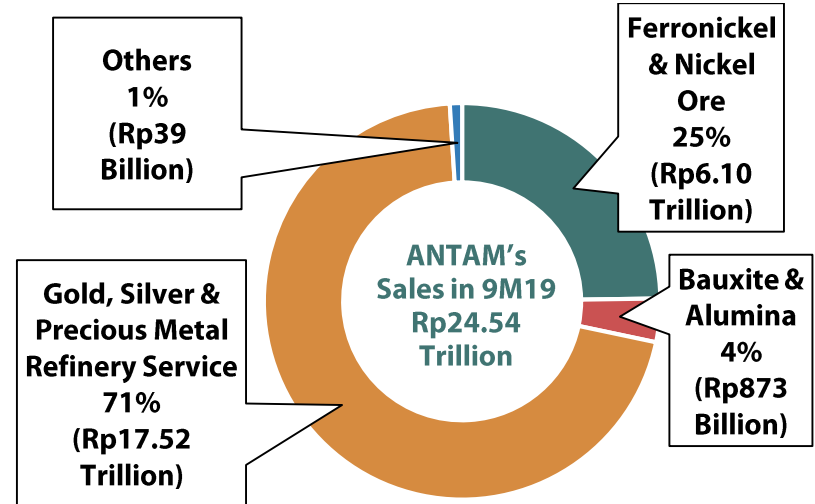 Others
1%
(Rp39
Billion)
Ferronickel
& Nickel
Ore
25%
(Rp6.10
Trillion)
ANTAM's
Sales in 9M19
Rp24.54
Trillion
Bauxite &
Alumina
4%
(Rp873
Billion)
Gold, Silver &
Precious Metal
Refinery Service
71%
(Rp17.52
Trillion)